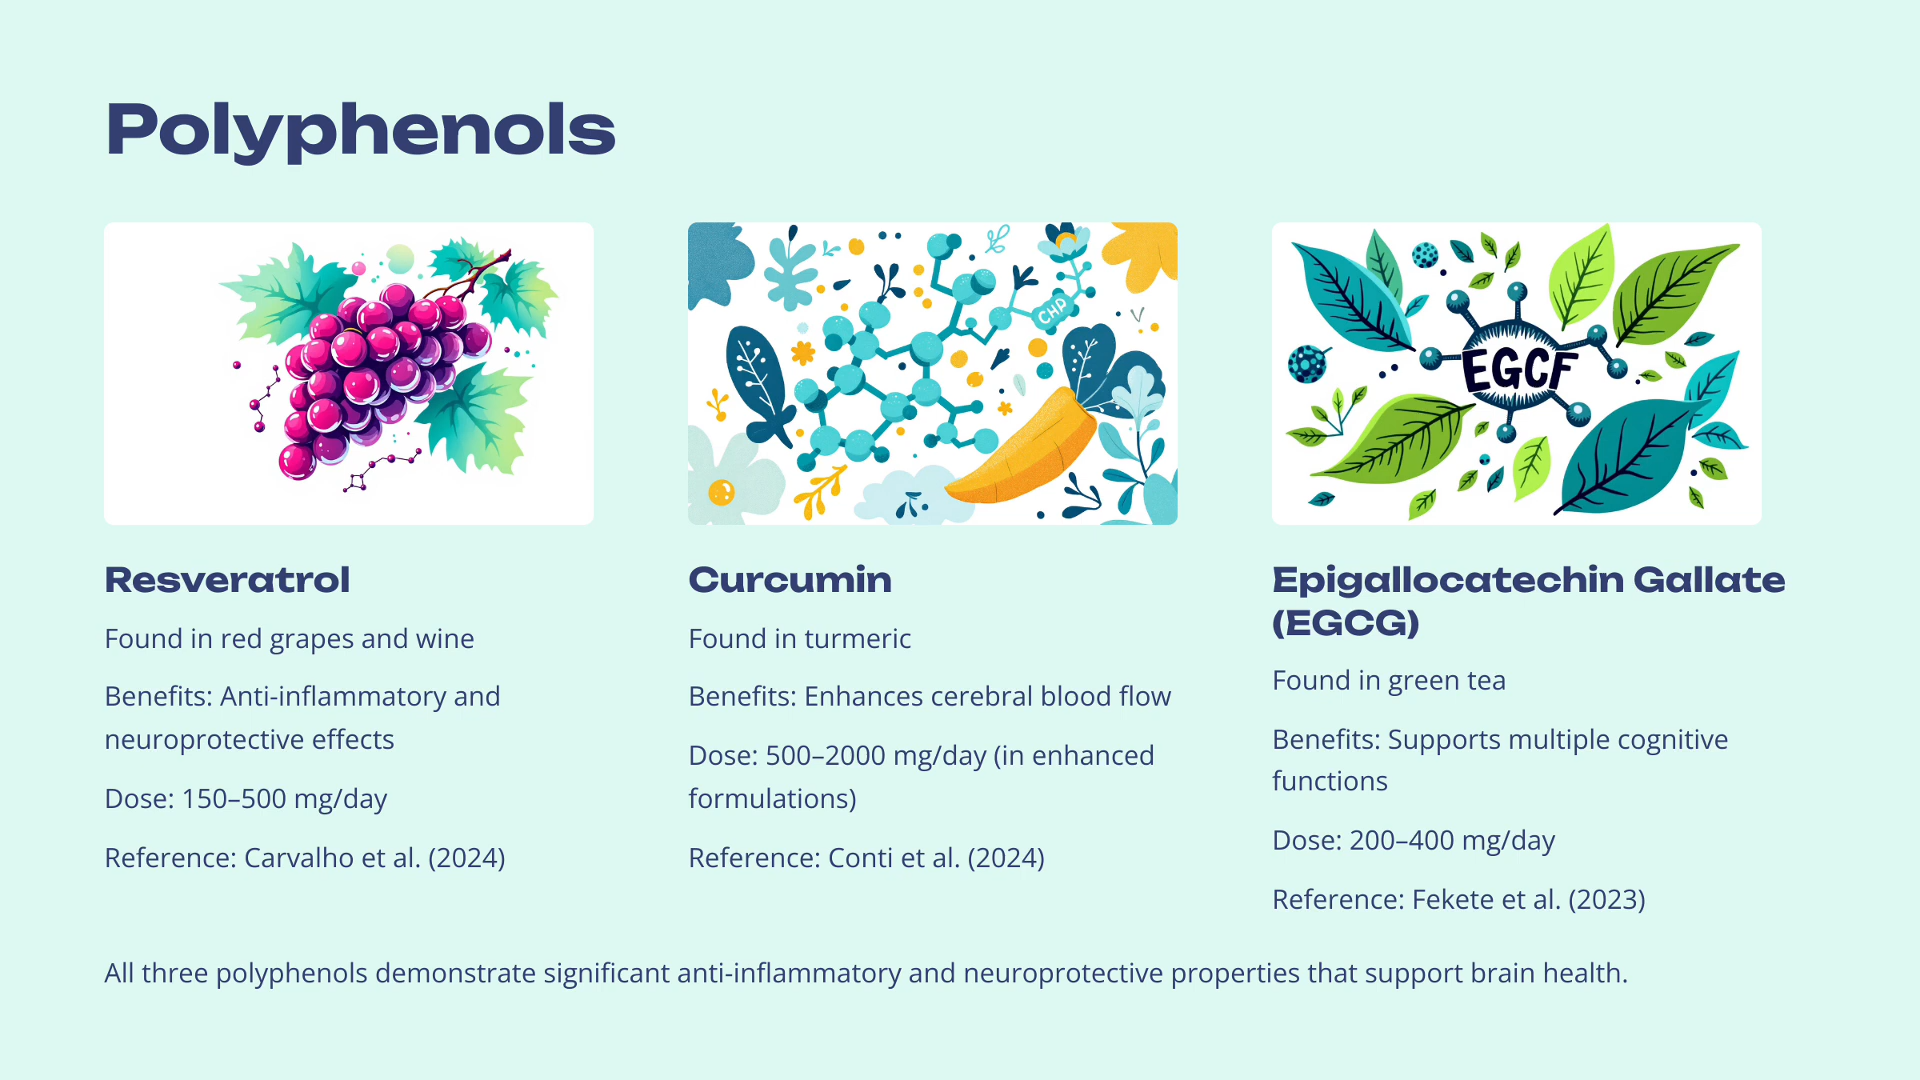 Polyphenols
CHD
EGCF
Resveratrol
Found in red grapes and wine
Benefits: Anti-inflammatory and
neuroprotective effects
Dose: 150–500 mg/day
Reference: Carvalho et al. (2024)
Curcumin
Found in turmeric
Benefits: Enhances cerebral blood flow
Dose: 500–2000 mg/day (in enhanced
formulations)
Reference: Conti et al. (2024)
Epigallocatechin Gallate
(EGCG)
Found in green tea
Benefits: Supports multiple cognitive
functions
Dose: 200–400 mg/day
Reference: Fekete et al. (2023)
All three polyphenols demonstrate significant anti-inflammatory and neuroprotective properties that support brain health.